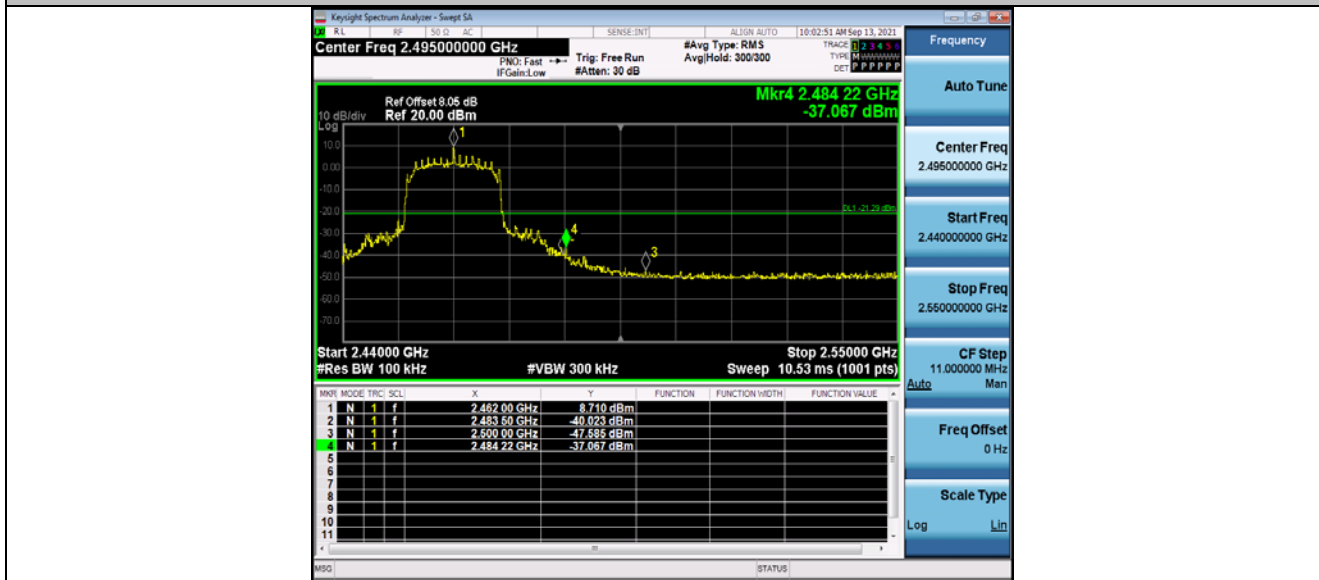 Keysight Spectrum Analyzer - Swept SA
RL RF 50 Ω AC SENSE:INT ALIGN AUTO 10:02:51 AM Sep 13, 2021
Center Freq 2.495000000 GHz
PNO: Fast
IFGain:Low
Trig: Free Run
#Atten: 30 dB
#Avg Type: RMS
Avg|Hold: 300/300
TRACE 1 2 3 4 5 6
TYPE M WWWWW
DET P P P P P P
Ref Offset 8.05 dB
Ref 20.00 dBm
10 dB/div
Log
Mkr4 2.484 22 GHz
-37.067 dBm
10.0
0.00
-10.0
-20.0
-30.0
-40.0
-50.0
-60.0
-70.0
1
4
3
DL1 -21.29 dBm
Start 2.44000 GHz Stop 2.55000 GHz
#Res BW 100 kHz #VBW 300 kHz Sweep 10.53 ms (1001 pts)
MKR MODE TRC SCL X Y FUNCTION FUNCTION WIDTH FUNCTION VALUE
1 N 1 f 2.462 00 GHz 8.710 dBm
2 N 1 f 2.483 50 GHz -40.023 dBm
3 N 1 f 2.500 00 GHz -47.585 dBm
4 N 1 f 2.484 22 GHz -37.067 dBm
5
6
7
8
9
10
11
MSG STATUS
Frequency
Auto Tune
Center Freq
2.495000000 GHz
Start Freq
2.440000000 GHz
Stop Freq
2.550000000 GHz
CF Step
11.000000 MHz
Auto Man
Freq Offset
0 Hz
Scale Type
Log Lin